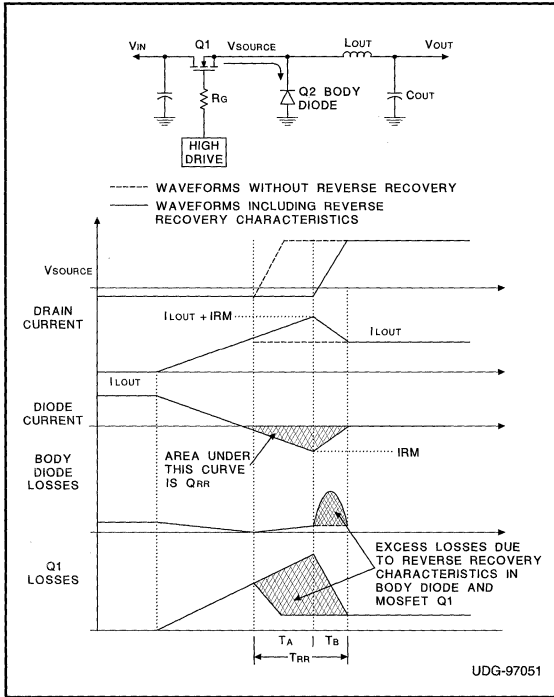 VIN Q1 VSOURCE LOUT VOUT
RG
Q2 BODY
DIODE
COUT
HIGH
DRIVE
WAVEFORMS WITHOUT REVERSE RECOVERY
WAVEFORMS INCLUDING REVERSE
RECOVERY CHARACTERISTICS
VSOURCE
DRAIN
CURRENT
ILOUT + IRM
ILOUT
ILOUT
DIODE
CURRENT
AREA UNDER
THIS CURVE
IS QRR
IRM
BODY
DIODE
LOSSES
EXCESS LOSSES DUE
TO REVERSE RECOVERY
CHARACTERISTICS IN
BODY DIODE AND
MOSFET Q1
Q1
LOSSES
TA TB
TRR
UDG-97051